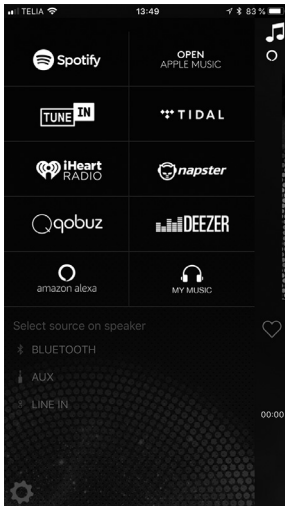 TELIA 13:49 83 %
Spotify
OPEN
APPLE MUSIC
TUNE IN
TIDAL
iHeart
RADIO
napster
qobuz
DEEZER
amazon alexa
MY MUSIC
Select source on speaker
BLUETOOTH
AUX
LINE IN
00:00